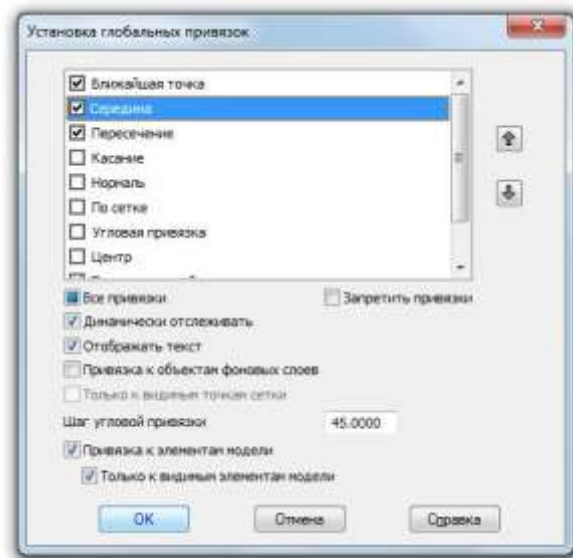 Установка глобальных привязок
Ближайшая точка
Середина
Пересечение
Касание
Нормаль
По сетке
Угловая привязка
Центр
Все привязки
Запретить привязки
Динамически отслеживать
Отображать текст
Привязка к объектам фоновых слоев
Только к видимым точкам сетки
Шаг угловой привязки
45.0000
Привязка к элементам модели
Только к видимым элементам модели
OK
Отмена
Справка